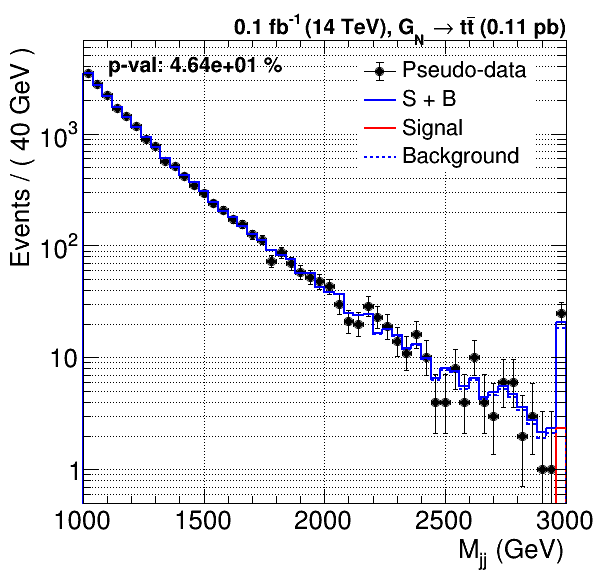 0.1 fb⁻¹ (14 TeV), G_N → tt̄ (0.11 pb)
p-val: 4.64e+01 %
Pseudo-data
S + B
Signal
Background
Events / ( 40 GeV )
10³
10²
10
1
1000 1500 2000 2500 3000
M_jj (GeV)